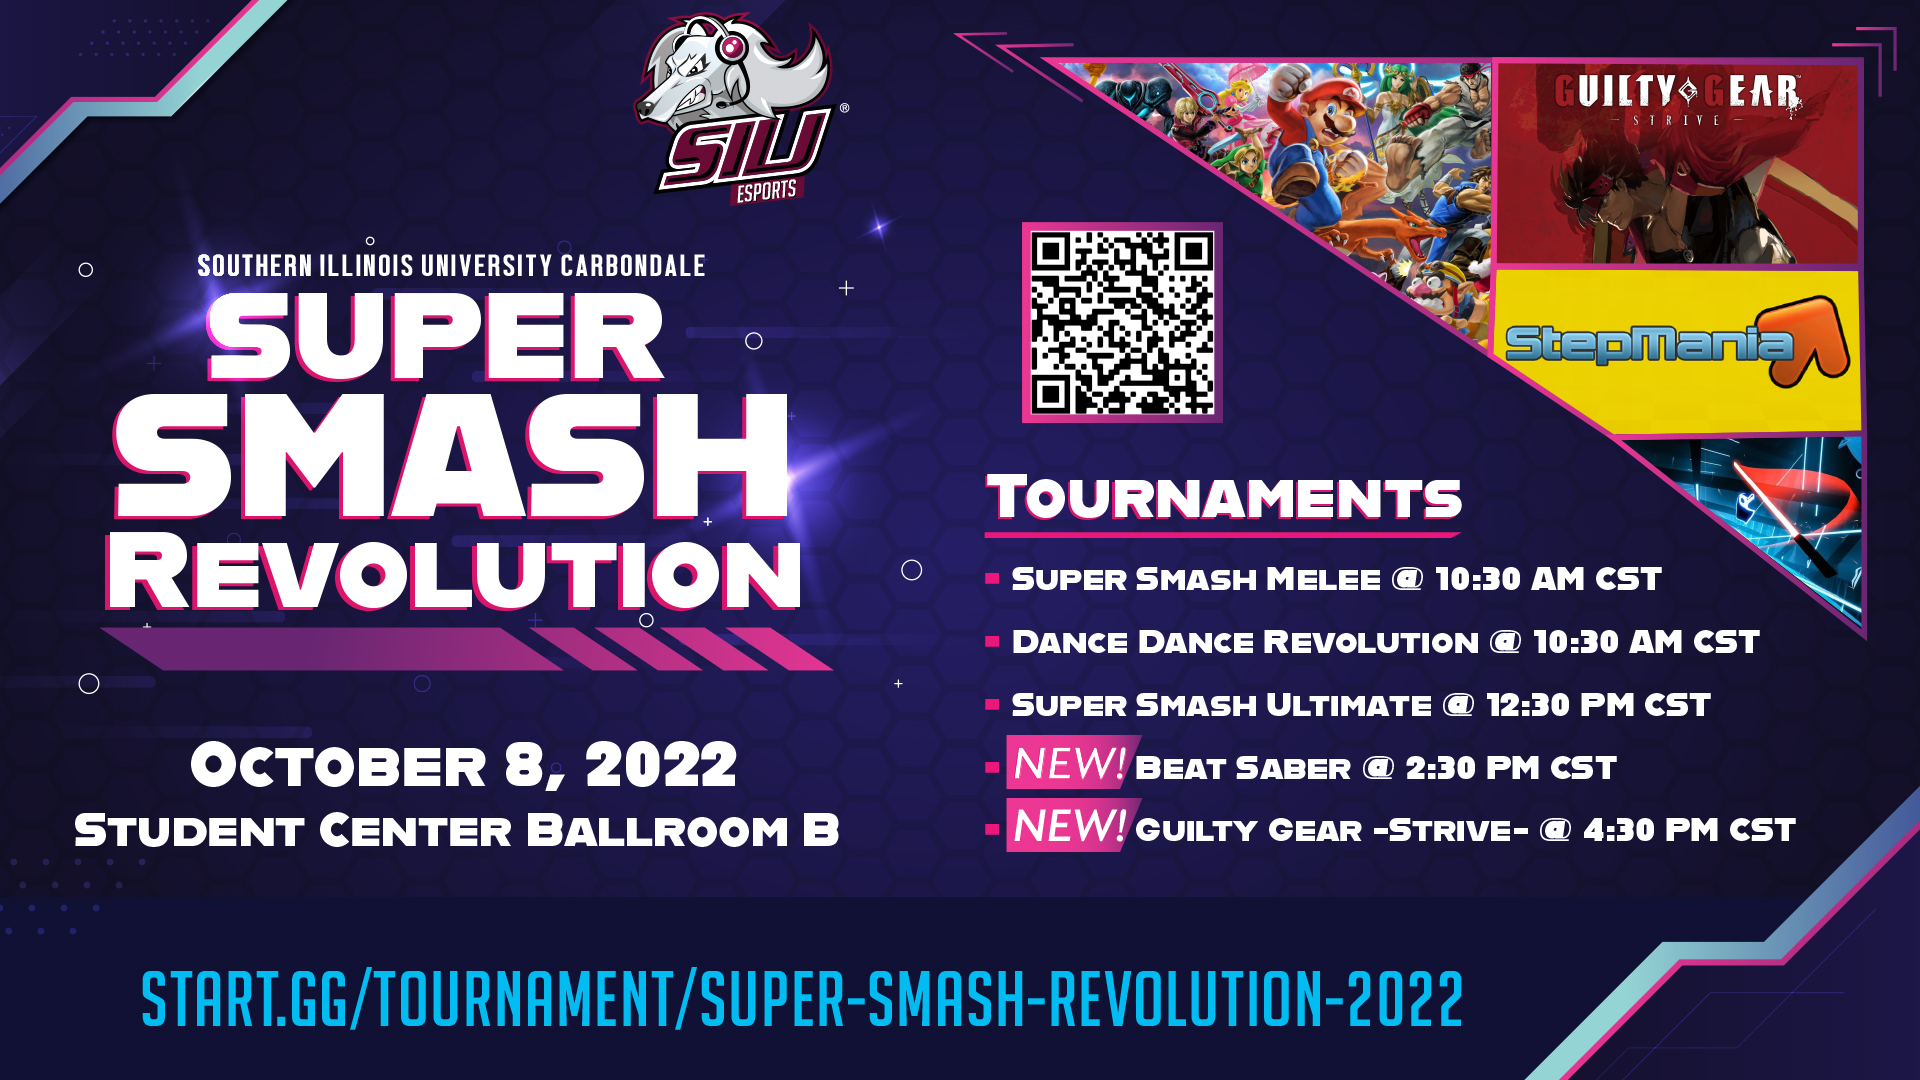 SIU
ESPORTS
®
SOUTHERN ILLINOIS UNIVERSITY CARBONDALE
SUPER
SMASH
REVOLUTION
OCTOBER 8, 2022
STUDENT CENTER BALLROOM B
GUILTY GEAR™
- STRIVE -
StepMania
TOURNAMENTS
SUPER SMASH MELEE @ 10:30 AM CST
DANCE DANCE REVOLUTION @ 10:30 AM CST
SUPER SMASH ULTIMATE @ 12:30 PM CST
NEW! BEAT SABER @ 2:30 PM CST
NEW! GUILTY GEAR -STRIVE- @ 4:30 PM CST
START.GG/TOURNAMENT/SUPER-SMASH-REVOLUTION-2022